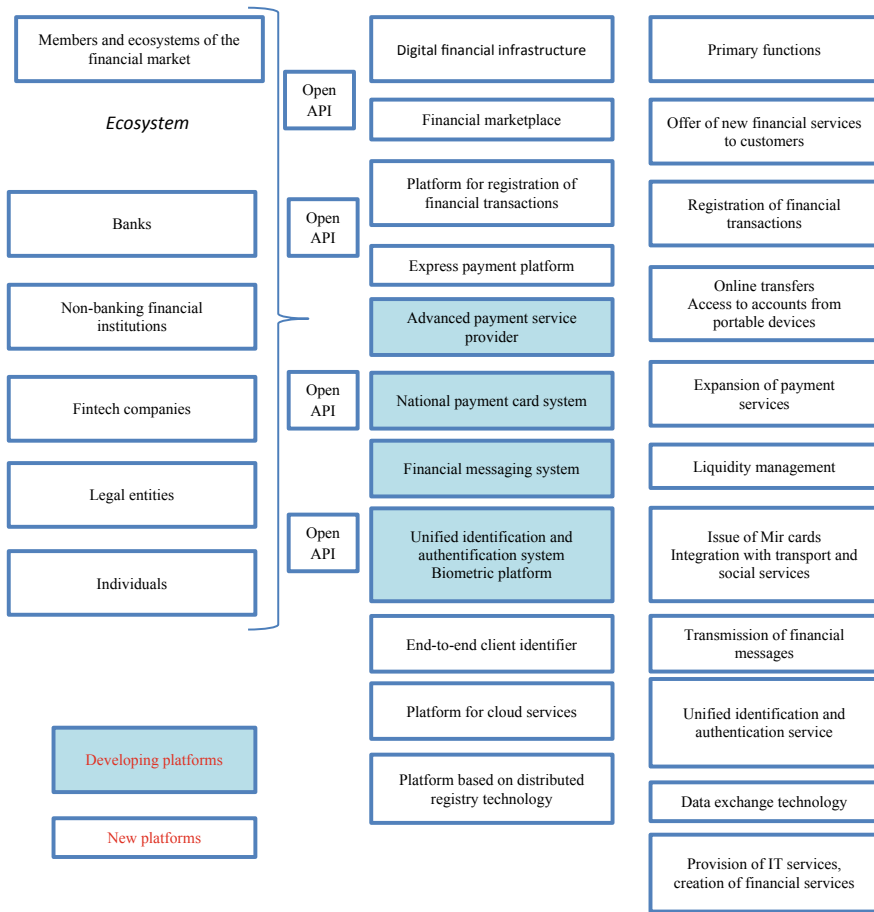 Members and ecosystems of the
financial market
Ecosystem
Banks
Non-banking financial
institutions
Fintech companies
Legal entities
Individuals
Developing platforms
New platforms
Open
API
Open
API
Open
API
Open
API
Digital financial infrastructure
Financial marketplace
Platform for registration of
financial transactions
Express payment platform
Advanced payment service
provider
National payment card system
Financial messaging system
Unified identification and
authentification system
Biometric platform
End-to-end client identifier
Platform for cloud services
Platform based on distributed
registry technology
Primary functions
Offer of new financial services
to customers
Registration of financial
transactions
Online transfers
Access to accounts from
portable devices
Expansion of payment
services
Liquidity management
Issue of Mir cards
Integration with transport and
social services
Transmission of financial
messages
Unified identification and
authentication service
Data exchange technology
Provision of IT services,
creation of financial services